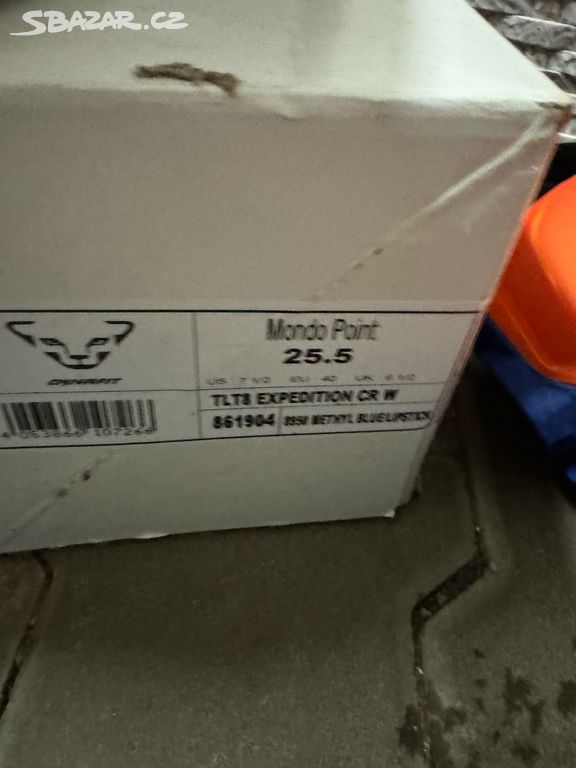 SBAZAR.CZ
Mondo Point
25.5
US 7 1/2 EU 40 UK 6 1/2
DYNAFIT
TLT8 EXPEDITION CR W
861904 8958 METHYL BLUE/LIPSTICK